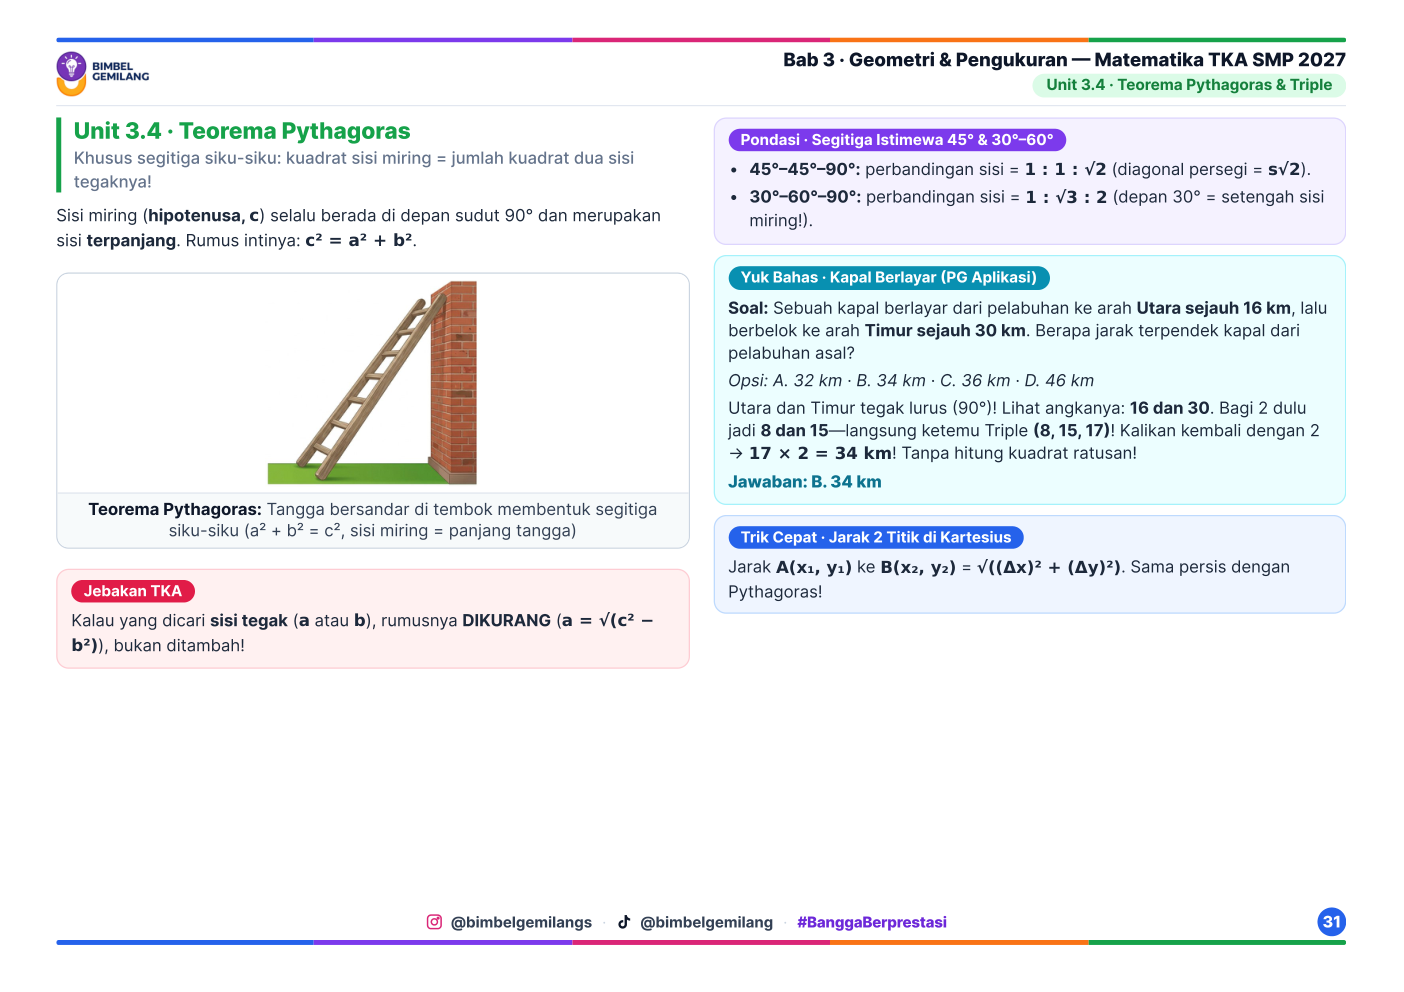 BIMBEL
GEMILANG
Bab 3 · Geometri & Pengukuran — Matematika TKA SMP 2027
Unit 3.4 · Teorema Pythagoras & Triple
Unit 3.4 · Teorema Pythagoras
Khusus segitiga siku-siku: kuadrat sisi miring = jumlah kuadrat dua sisi
tegaknya!
Sisi miring (hipotenusa, c) selalu berada di depan sudut 90° dan merupakan
sisi terpanjang. Rumus intinya: c² = a² + b².
Teorema Pythagoras: Tangga bersandar di tembok membentuk segitiga
siku-siku (a² + b² = c², sisi miring = panjang tangga)
Jebakan TKA
Kalau yang dicari sisi tegak (a atau b), rumusnya DIKURANG (a = √(c² −
b²)), bukan ditambah!
Pondasi · Segitiga Istimewa 45° & 30°–60°
• 45°–45°–90°: perbandingan sisi = 1 : 1 : √2 (diagonal persegi = s√2).
• 30°–60°–90°: perbandingan sisi = 1 : √3 : 2 (depan 30° = setengah sisi
miring!).
Yuk Bahas · Kapal Berlayar (PG Aplikasi)
Soal: Sebuah kapal berlayar dari pelabuhan ke arah Utara sejauh 16 km, lalu
berbelok ke arah Timur sejauh 30 km. Berapa jarak terpendek kapal dari
pelabuhan asal?
Opsi: A. 32 km · B. 34 km · C. 36 km · D. 46 km
Utara dan Timur tegak lurus (90°)! Lihat angkanya: 16 dan 30. Bagi 2 dulu
jadi 8 dan 15—langsung ketemu Triple (8, 15, 17)! Kalikan kembali dengan 2
→ 17 × 2 = 34 km! Tanpa hitung kuadrat ratusan!
Jawaban: B. 34 km
Trik Cepat · Jarak 2 Titik di Kartesius
Jarak A(x₁, y₁) ke B(x₂, y₂) = √((Δx)² + (Δy)²). Sama persis dengan
Pythagoras!
@bimbelgemilangs · @bimbelgemilang · #BanggaBerprestasi
31